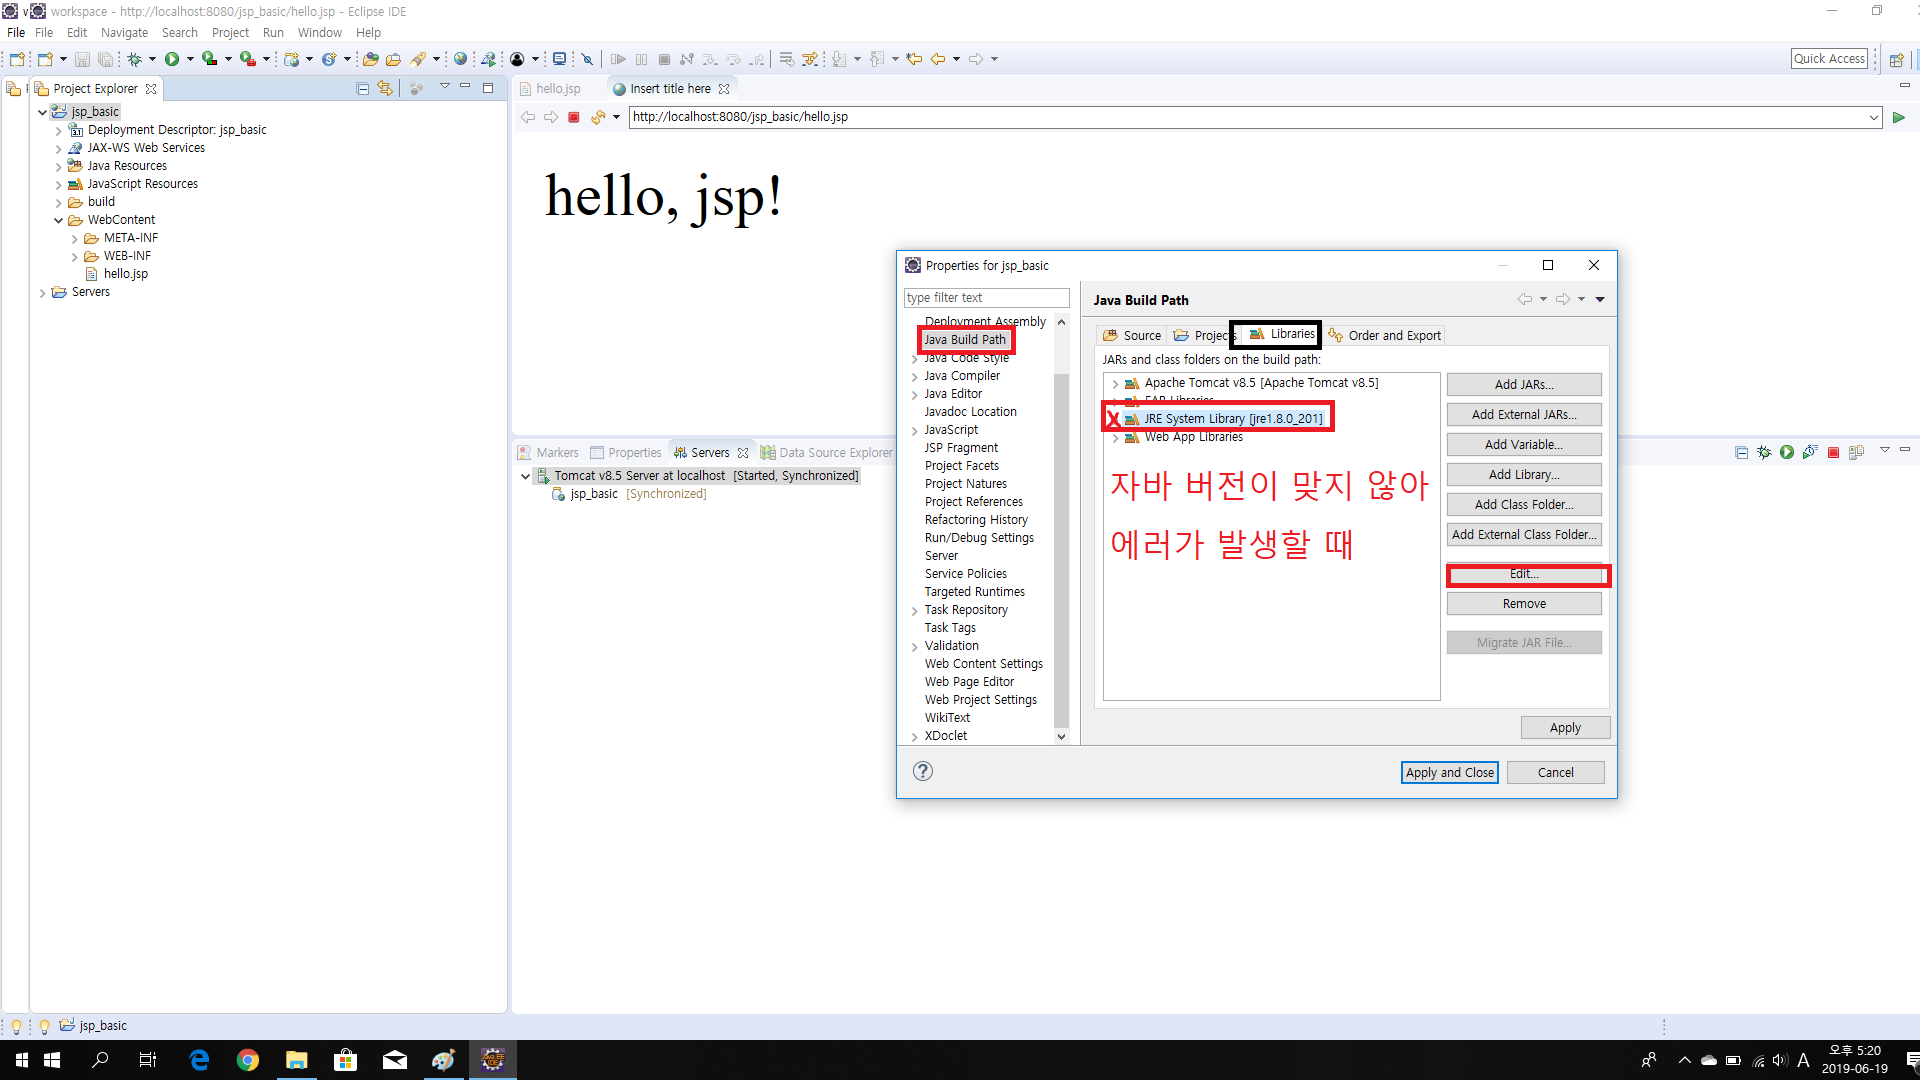 workspace - http://localhost:8080/jsp_basic/hello.jsp - Eclipse IDE
File File Edit Navigate Search Project Run Window Help
Quick Access
Project Explorer
jsp_basic
Deployment Descriptor: jsp_basic
JAX-WS Web Services
Java Resources
JavaScript Resources
build
WebContent
META-INF
WEB-INF
hello.jsp
Servers
hello.jsp Insert title here
http://localhost:8080/jsp_basic/hello.jsp
hello, jsp!
Markers Properties Servers Data Source Explorer
Tomcat v8.5 Server at localhost [Started, Synchronized]
jsp_basic [Synchronized]
Properties for jsp_basic
type filter text
Deployment Assembly
Java Build Path
Java Code Style
Java Compiler
Java Editor
Javadoc Location
JavaScript
JSP Fragment
Project Facets
Project Natures
Project References
Refactoring History
Run/Debug Settings
Server
Service Policies
Targeted Runtimes
Task Repository
Task Tags
Validation
Web Content Settings
Web Page Editor
Web Project Settings
WikiText
XDoclet
Java Build Path
Source Projects Libraries Order and Export
JARs and class folders on the build path:
Apache Tomcat v8.5 [Apache Tomcat v8.5]
EAR Libraries
X JRE System Library [jre1.8.0_201]
Web App Libraries
자바 버전이 맞지 않아
에러가 발생할 때
Add JARs...
Add External JARs...
Add Variable...
Add Library...
Add Class Folder...
Add External Class Folder...
Edit...
Remove
Migrate JAR File...
Apply
Apply and Close Cancel
jsp_basic
A
오후 5:20
2019-06-19